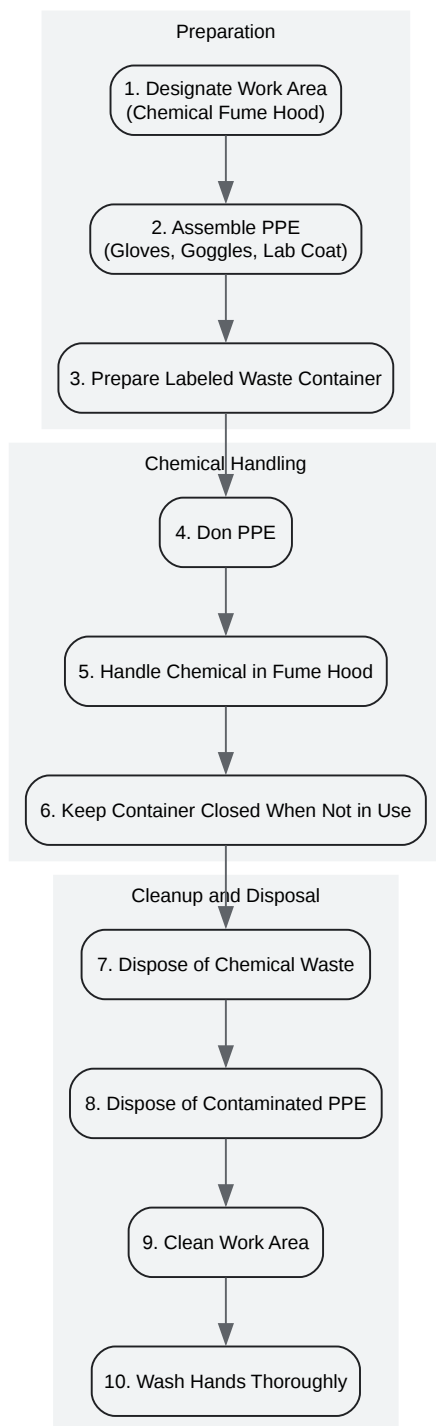 Preparation
1. Designate Work Area
(Chemical Fume Hood)
2. Assemble PPE
(Gloves, Goggles, Lab Coat)
3. Prepare Labeled Waste Container
Chemical Handling
4. Don PPE
5. Handle Chemical in Fume Hood
6. Keep Container Closed When Not in Use
Cleanup and Disposal
7. Dispose of Chemical Waste
8. Dispose of Contaminated PPE
9. Clean Work Area
10. Wash Hands Thoroughly